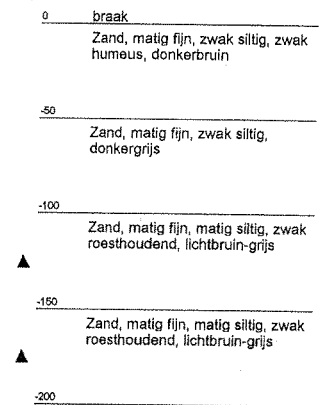 0 braak
Zand, matig fijn, zwak siltig, zwak
humeus, donkerbruin
-50
Zand, matig fijn, zwak siltig,
donkergrijs
-100
Zand, matig fijn, matig siltig, zwak
roesthoudend, lichtbruin-grijs
-150
Zand, matig fijn, matig siltig, zwak
roesthoudend, lichtbruin-grijs
-200